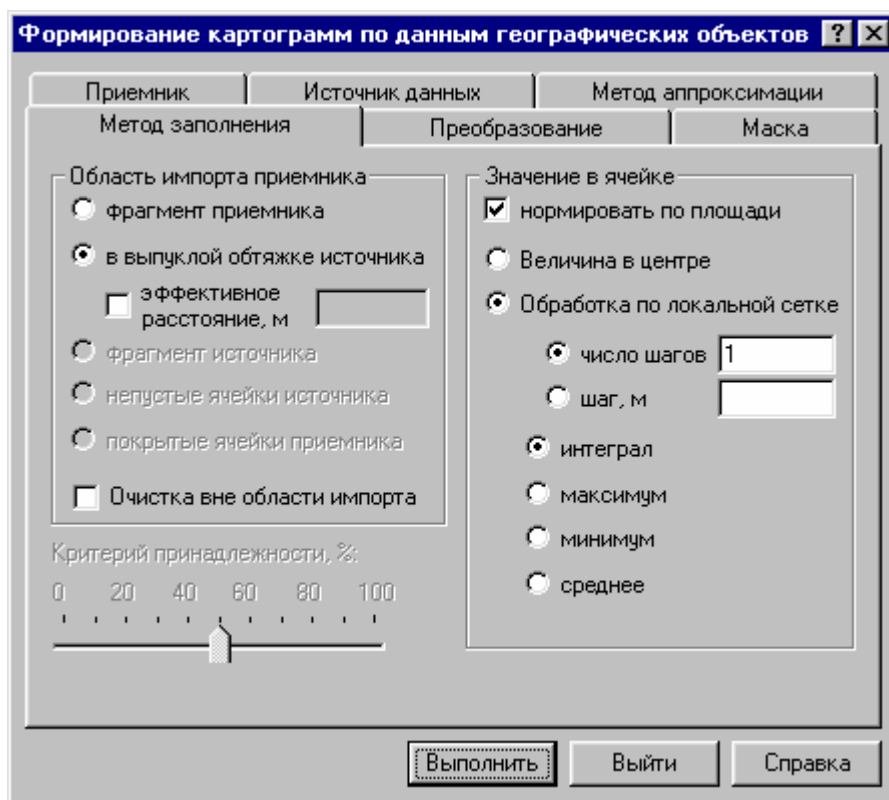 Формирование картограмм по данным географических объектов
Приемник
Источник данных
Метод аппроксимации
Метод заполнения
Преобразование
Маска
Область импорта приемника
фрагмент приемника
в выпуклой обтяжке источника
эффективное
расстояние, м
фрагмент источника
непустые ячейки источника
покрытые ячейки приемника
Очистка вне области импорта
Критерий принадлежности, %:
0 20 40 60 80 100
Значение в ячейке
нормировать по площади
Величина в центре
Обработка по локальной сетке
число шагов 1
шаг, м
интеграл
максимум
минимум
среднее
Выполнить
Выйти
Справка